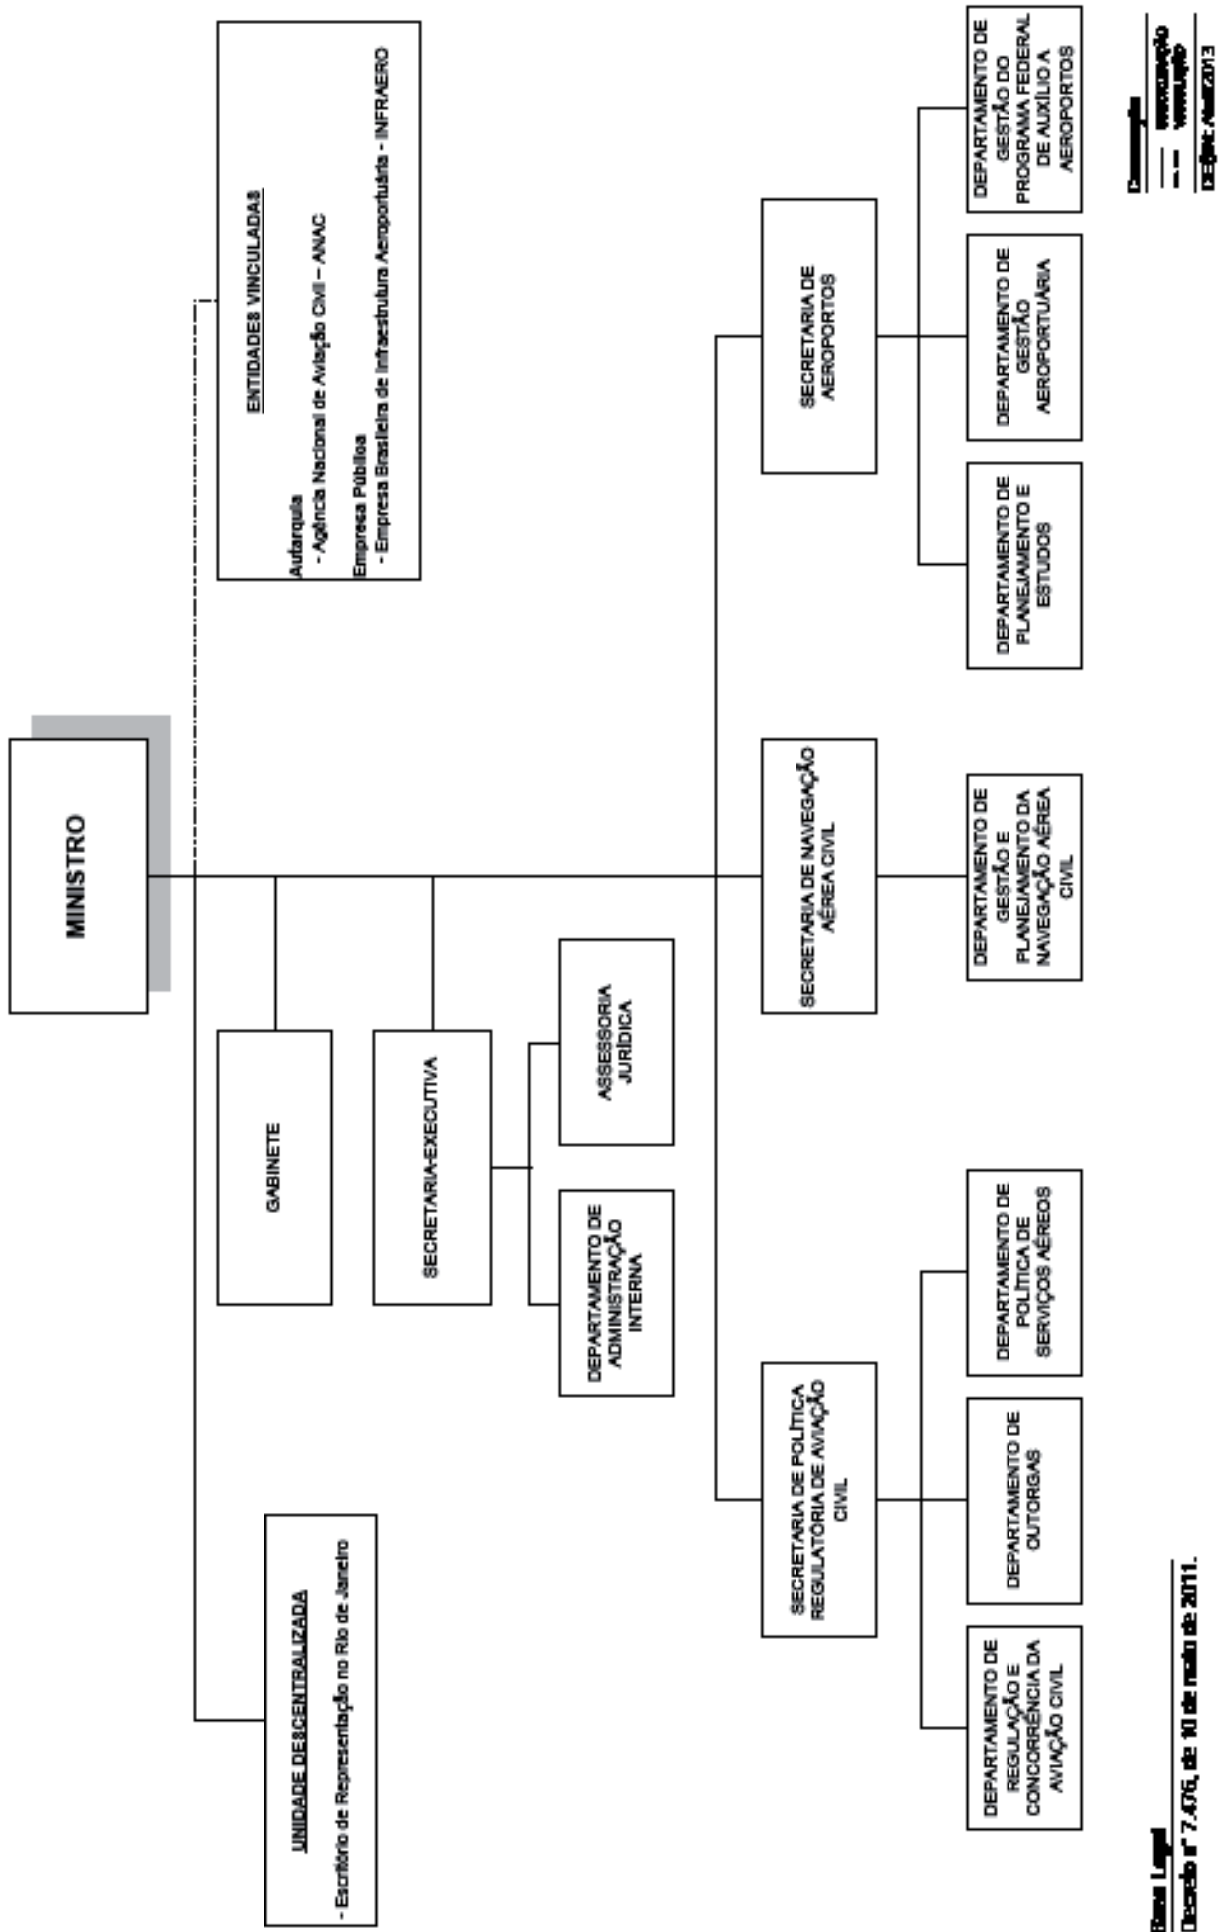 MINISTRO
ENTIDADES VINCULADAS
Autarquia
- Agência Nacional de Aviação Civil – ANAC
Empresa Pública
- Empresa Brasileira de Infraestrutura Aeroportuária - INFRAERO
UNIDADE DESCENTRALIZADA
- Escritório de Representação no Rio de Janeiro
GABINETE
SECRETARIA-EXECUTIVA
DEPARTAMENTO DE
ADMINISTRAÇÃO
INTERNA
ASSESSORIA
JURÍDICA
SECRETARIA DE POLÍTICA
REGULATÓRIA DE AVIAÇÃO
CIVIL
SECRETARIA DE NAVEGAÇÃO
AÉREA CIVIL
SECRETARIA DE
AEROPORTOS
DEPARTAMENTO DE
REGULAÇÃO E
CONCORRÊNCIA DA
AVIAÇÃO CIVIL
DEPARTAMENTO DE
OUTORGAS
DEPARTAMENTO DE
POLÍTICA DE
SERVIÇOS AÉREOS
DEPARTAMENTO DE
GESTÃO E
PLANEJAMENTO DA
NAVEGAÇÃO AÉREA
CIVIL
DEPARTAMENTO DE
PLANEJAMENTO E
ESTUDOS
DEPARTAMENTO DE
GESTÃO
AEROPORTUÁRIA
DEPARTAMENTO DE
GESTÃO DO
PROGRAMA FEDERAL
DE AUXÍLIO A
AEROPORTOS
Base Legal
Decreto nº 7.476, de 10 de maio de 2011.